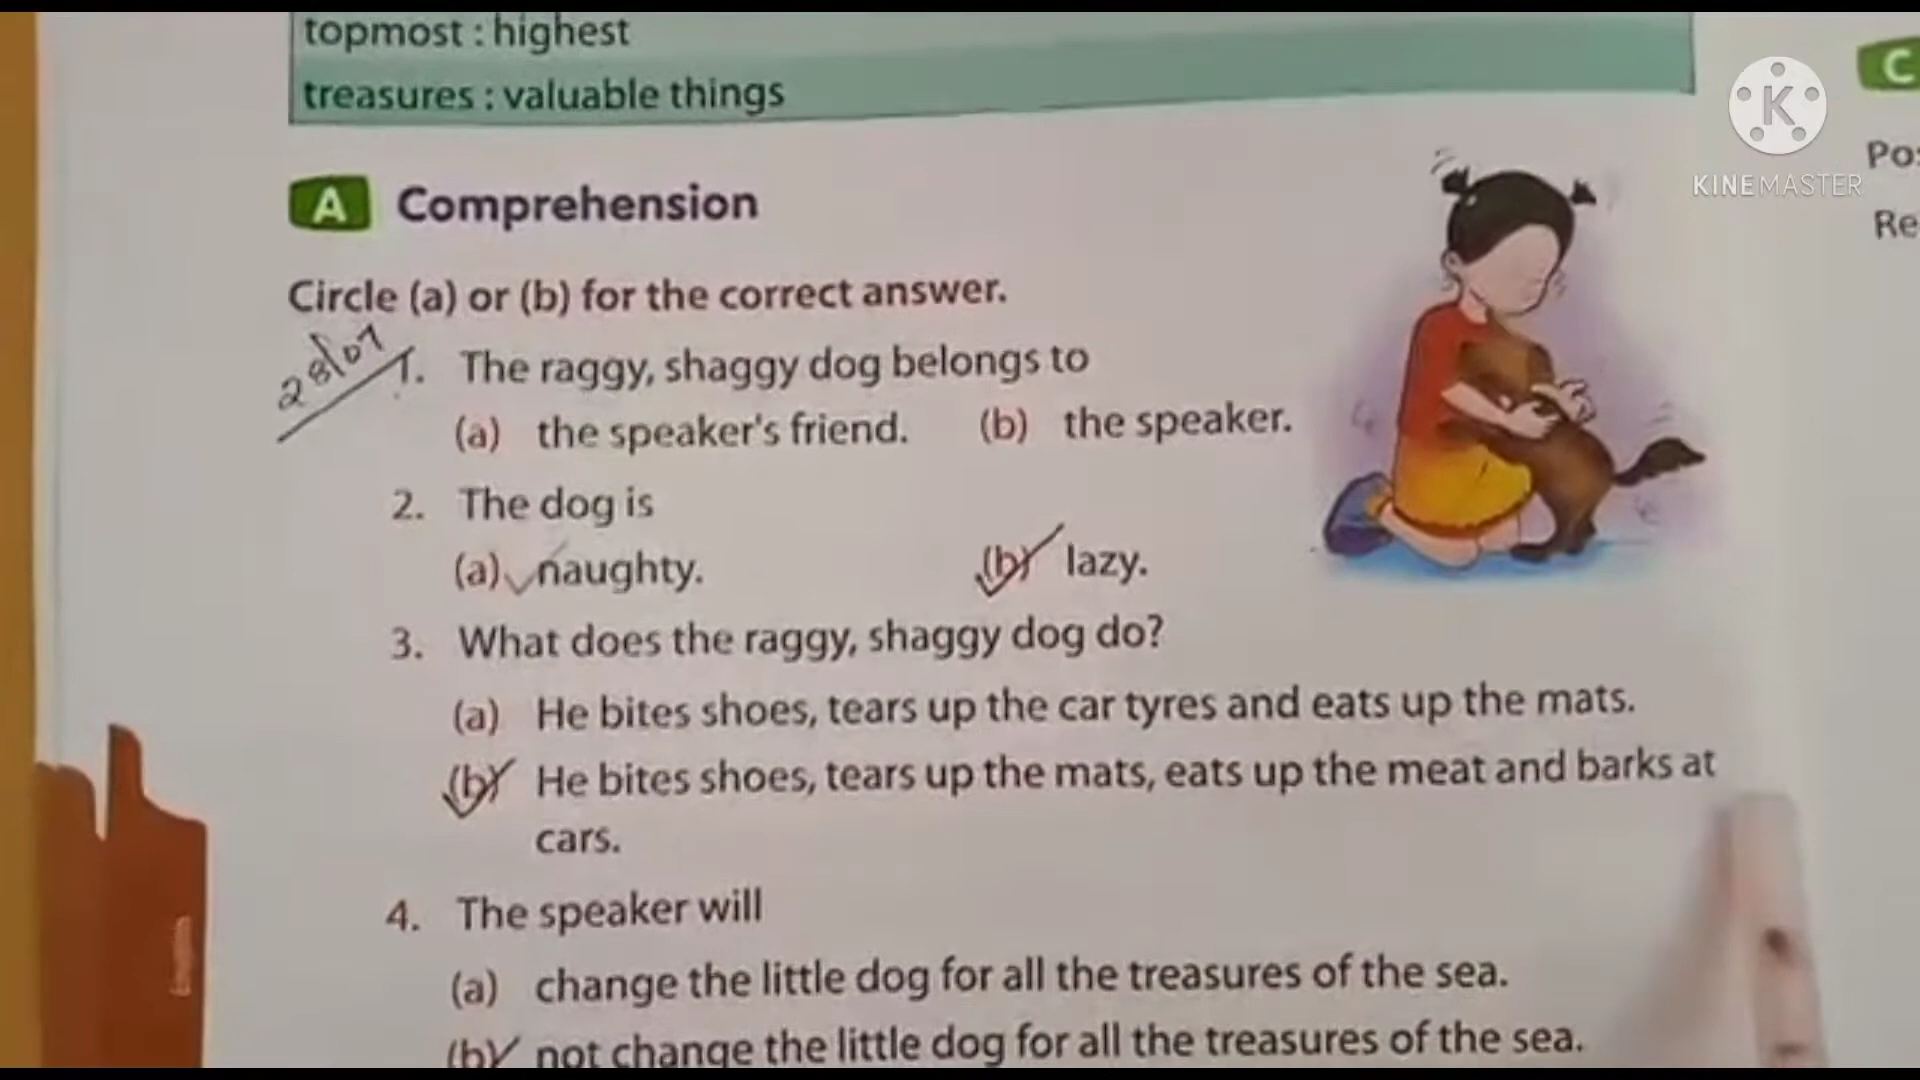 topmost : highest
treasures : valuable things
C
KINEMASTER
A Comprehension
Circle (a) or (b) for the correct answer.
28/07
1. The raggy, shaggy dog belongs to
(a) the speaker's friend. (b) the speaker.
2. The dog is
(a) naughty. (b) lazy.
3. What does the raggy, shaggy dog do?
(a) He bites shoes, tears up the car tyres and eats up the mats.
(b) He bites shoes, tears up the mats, eats up the meat and barks at
cars.
4. The speaker will
(a) change the little dog for all the treasures of the sea.
(b) not change the little dog for all the treasures of the sea.